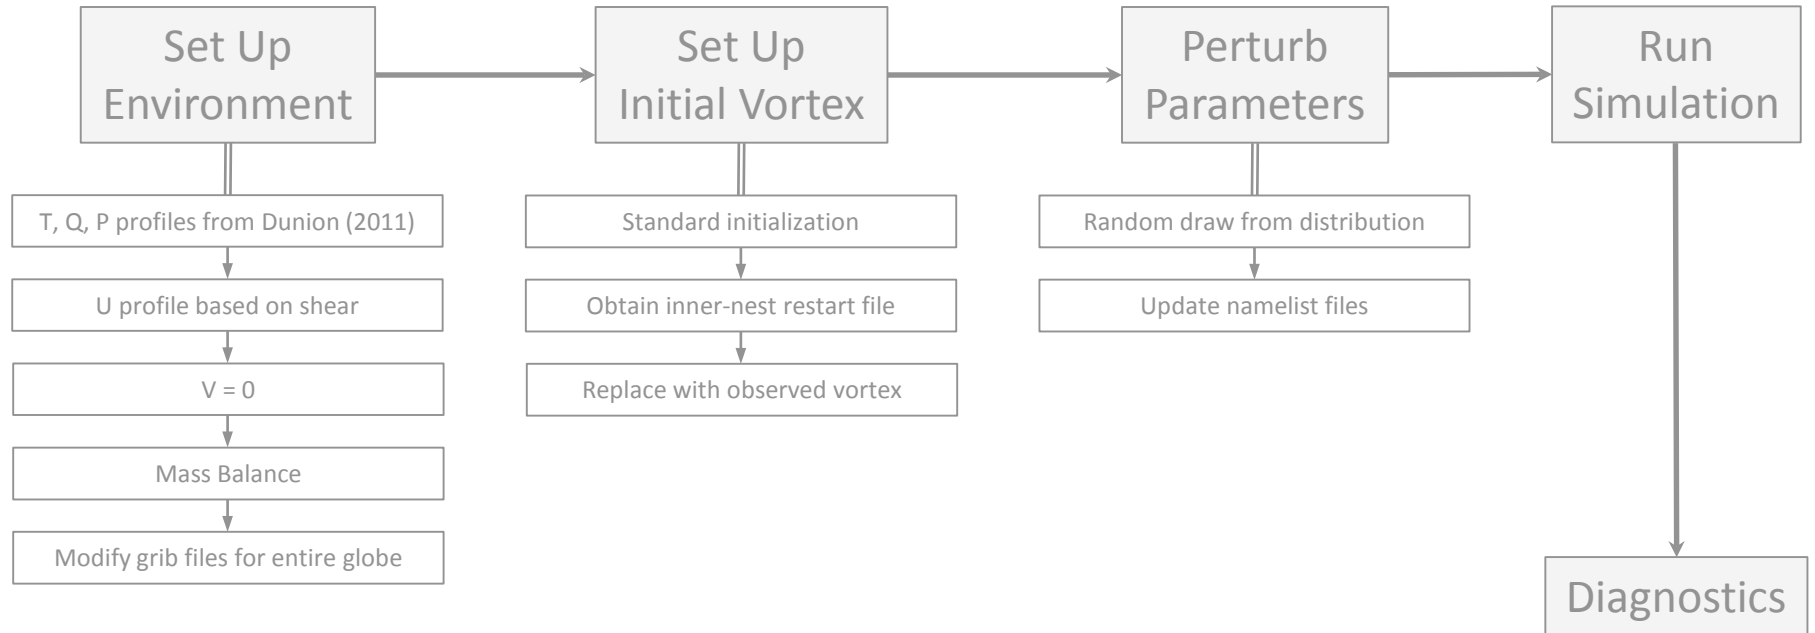 Set Up
Environment
Set Up
Initial Vortex
Perturb
Parameters
Run
Simulation
T, Q, P profiles from Dunion (2011)
U profile based on shear
V = 0
Mass Balance
Modify grib files for entire globe
Standard initialization
Obtain inner-nest restart file
Replace with observed vortex
Random draw from distribution
Update namelist files
Diagnostics